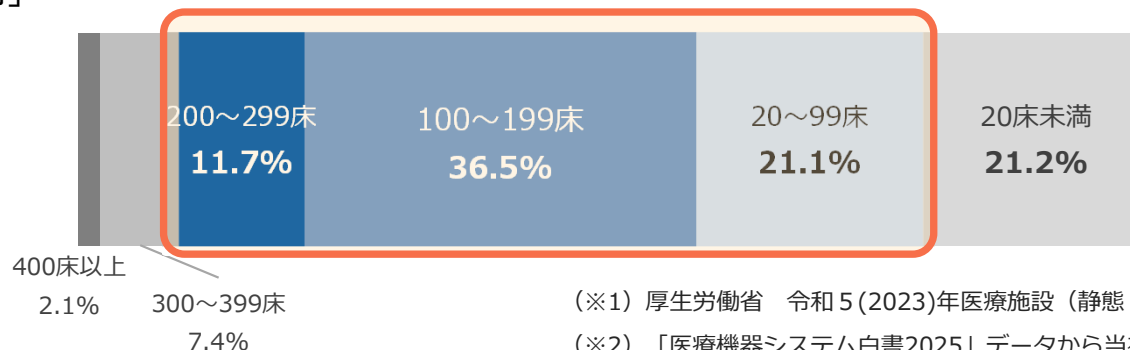 」
200～299床
11.7%
100～199床
36.5%
20～99床
21.1%
20床未満
21.2%
400床以上
2.1%
300～399床
7.4%
（※1）厚生労働省　令和５(2023)年医療施設（静態
（※2）「医療機器システム白書2025」データから当